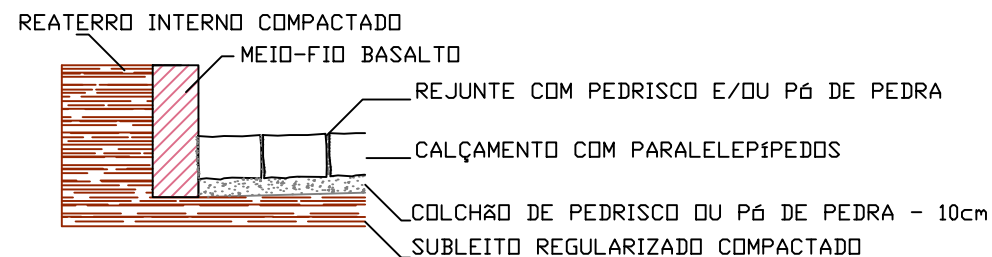 REATERRO INTERNO COMPACTADO
MEIO-FIO BASALTO
REJUNTE COM PEDRISCO E/OU Pó DE PEDRA
CALÇAMENTO COM PARALELEPíPEDOS
COLCHãO DE PEDRISCO OU Pó DE PEDRA - 10cm
SUBLEITO REGULARIZADO COMPACTADO